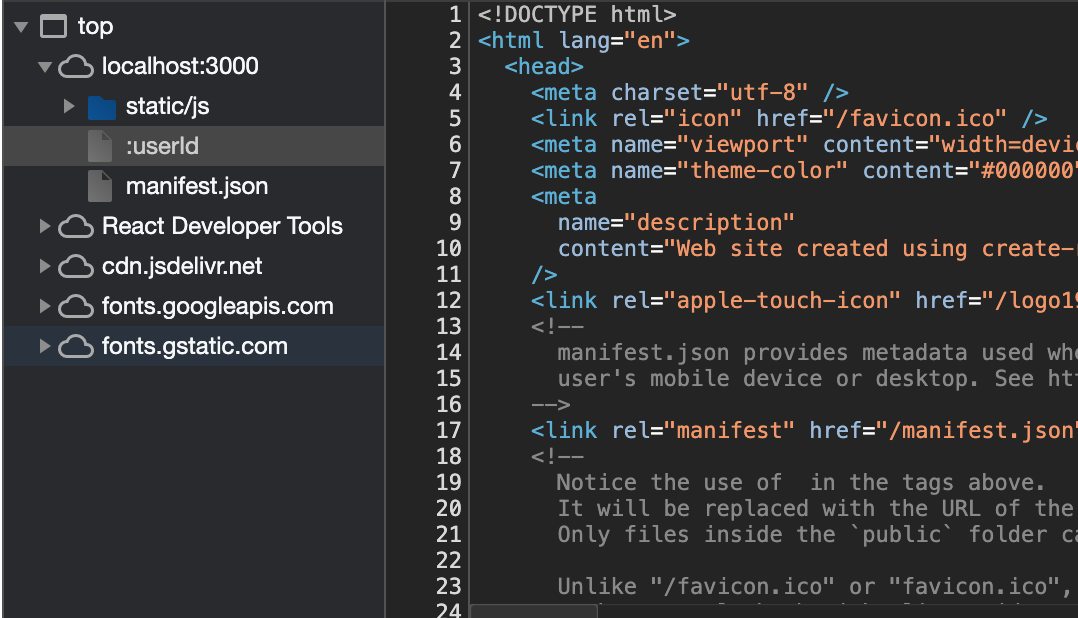 top
localhost:3000
static/js
:userId
manifest.json
React Developer Tools
cdn.jsdelivr.net
fonts.googleapis.com
fonts.gstatic.com
1 <!DOCTYPE html>
2 <html lang="en">
3 <head>
4 <meta charset="utf-8" />
5 <link rel="icon" href="/favicon.ico" />
6 <meta name="viewport" content="width=devic
7 <meta name="theme-color" content="#000000"
8 <meta
9 name="description"
10 content="Web site created using create-
11 />
12 <link rel="apple-touch-icon" href="/logo19
13 <!--
14 manifest.json provides metadata used whe
15 user's mobile device or desktop. See htt
16 -->
17 <link rel="manifest" href="/manifest.json"
18 <!--
19 Notice the use of  in the tags above.
20 It will be replaced with the URL of the
21 Only files inside the `public` folder ca
22
23 Unlike "/favicon.ico" or "favicon.ico",
24